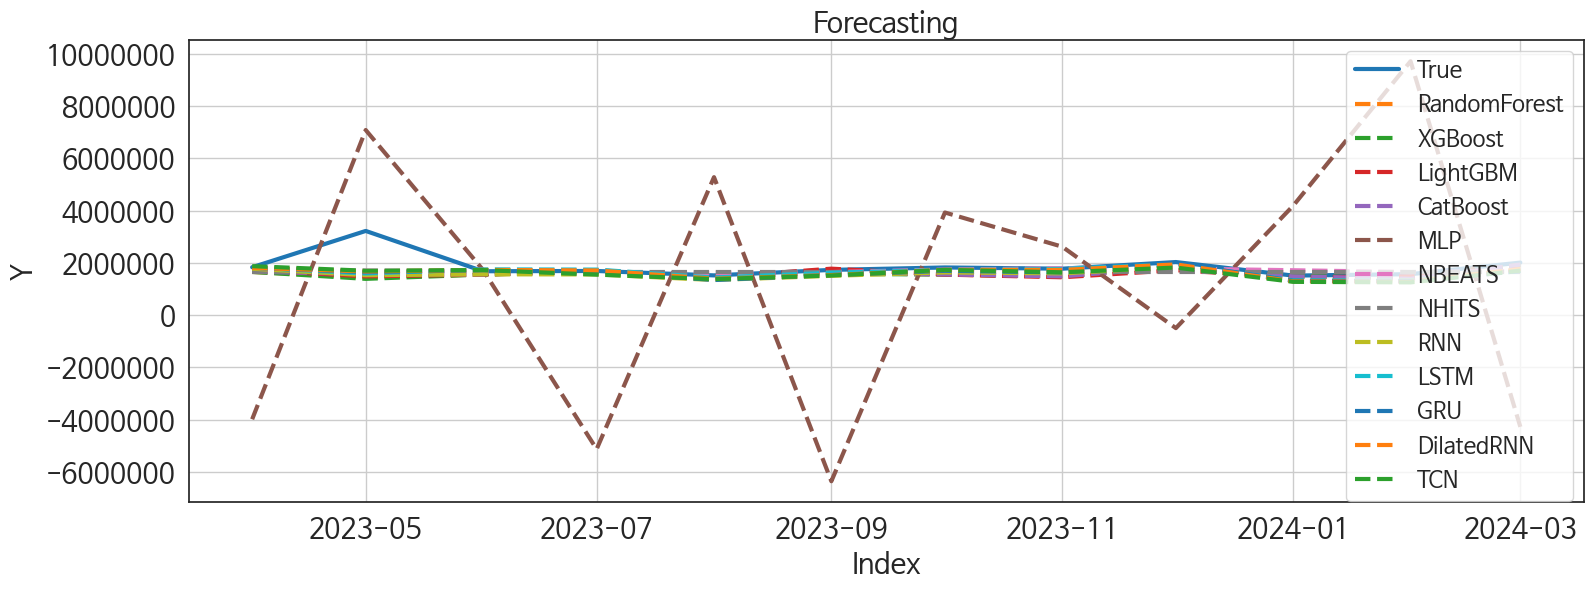 Forecasting
10000000
8000000
6000000
4000000
2000000
0
−2000000
−4000000
−6000000
Y
2023−05
2023−07
2023−09
2023−11
2024−01
2024−03
Index
True
RandomForest
XGBoost
LightGBM
CatBoost
MLP
NBEATS
NHITS
RNN
LSTM
GRU
DilatedRNN
TCN